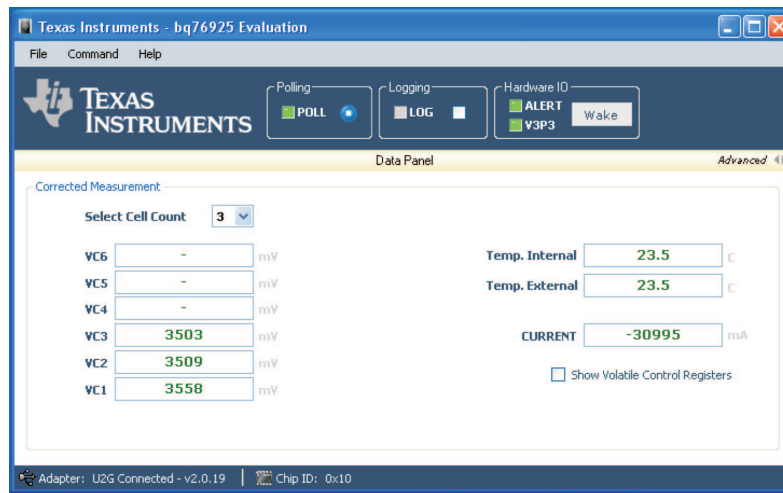 Texas Instruments - bq76925 Evaluation
File Command Help
TEXAS INSTRUMENTS
Polling
POLL
Logging
LOG
Hardware IO
ALERT
V3P3
Wake
Data Panel
Advanced
Corrected Measurement
Select Cell Count 3
VC6 - mV
VC5 - mV
VC4 - mV
VC3 3503 mV
VC2 3509 mV
VC1 3558 mV
Temp. Internal 23.5 C
Temp. External 23.5 C
CURRENT -30995 mA
Show Volatile Control Registers
Adapter: U2G Connected - v2.0.19 Chip ID: 0x10